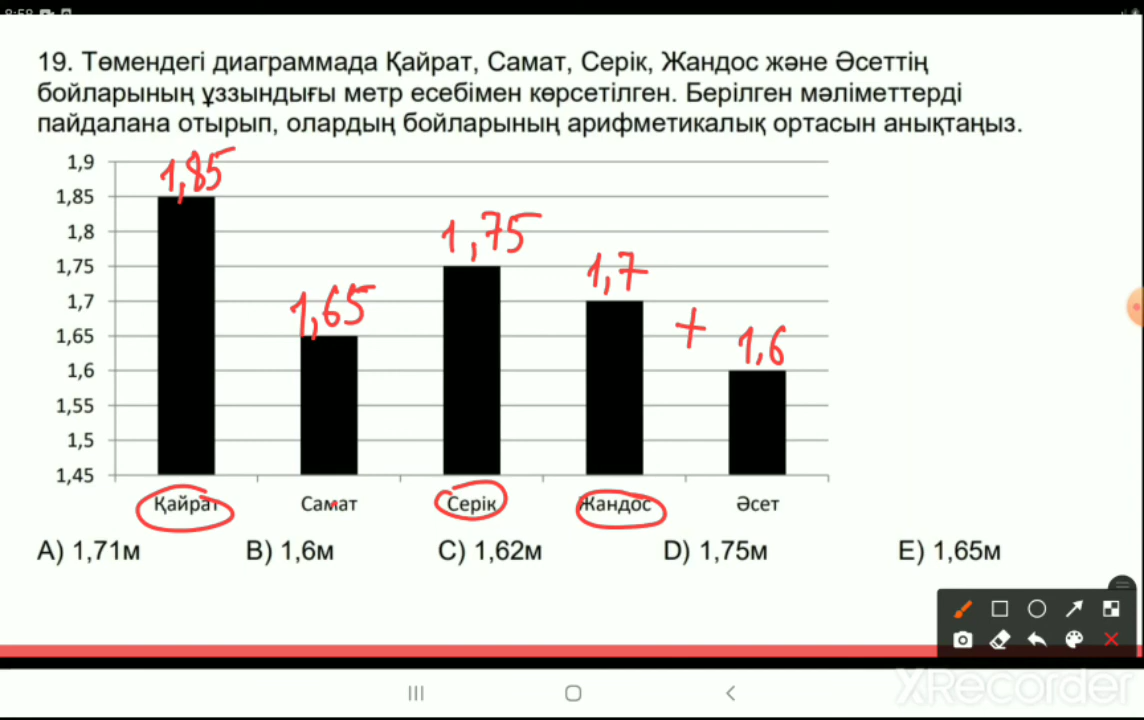 8:58
19. Төмендегі диаграммада Қайрат, Самат, Серік, Жандос және Әсеттің
бойларының ұззындығы метр есебімен көрсетілген. Берілген мәліметтерді
пайдалана отырып, олардың бойларының арифметикалық ортасын анықтаңыз.
1,9
1,85
1,8
1,75
1,7
1,65
1,6
1,55
1,5
1,45
1,85
1,65
1,75
1,7
+ 1,6
Қайрат Самат Серік Жандос Әсет
A) 1,71м B) 1,6м C) 1,62м D) 1,75м E) 1,65м
XRecorder